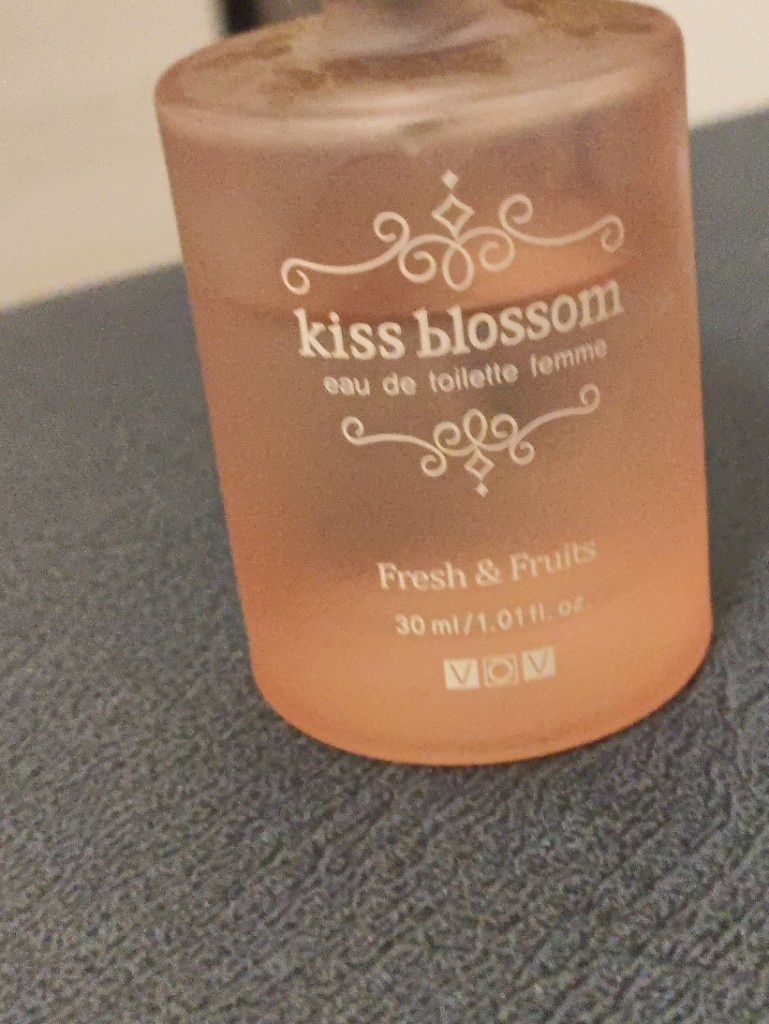 kiss blossom
eau de toilette femme
Fresh & Fruits
30 ml/1.01 fl. oz.
VOV